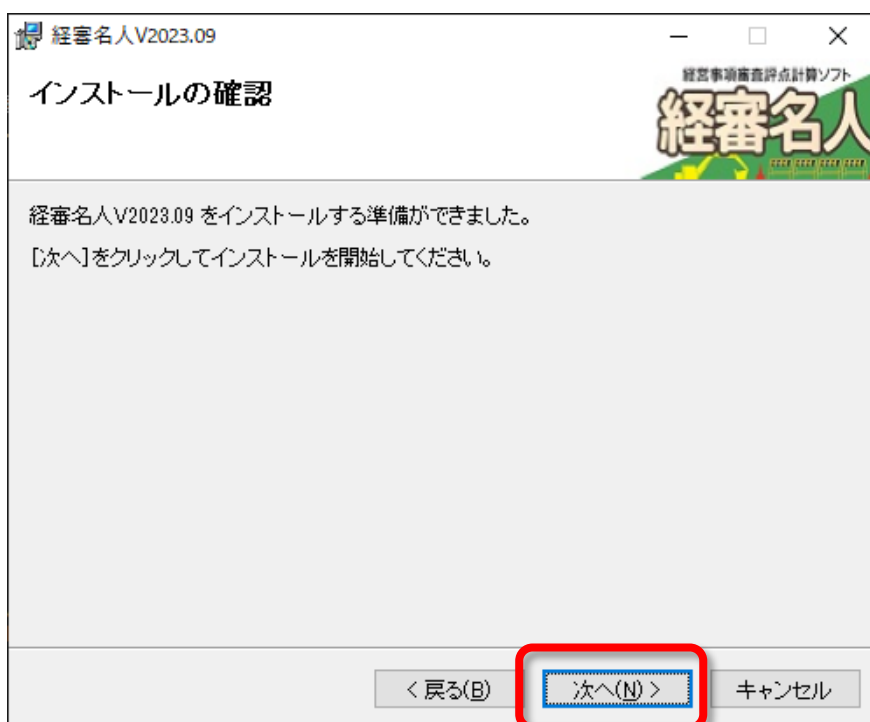 経審名人V2023.09
インストールの確認
経営事項審査評点計算ソフト
経審名人
経審名人V2023.09 をインストールする準備ができました。
[次へ]をクリックしてインストールを開始してください。
< 戻る(B)
次へ(N) >
キャンセル